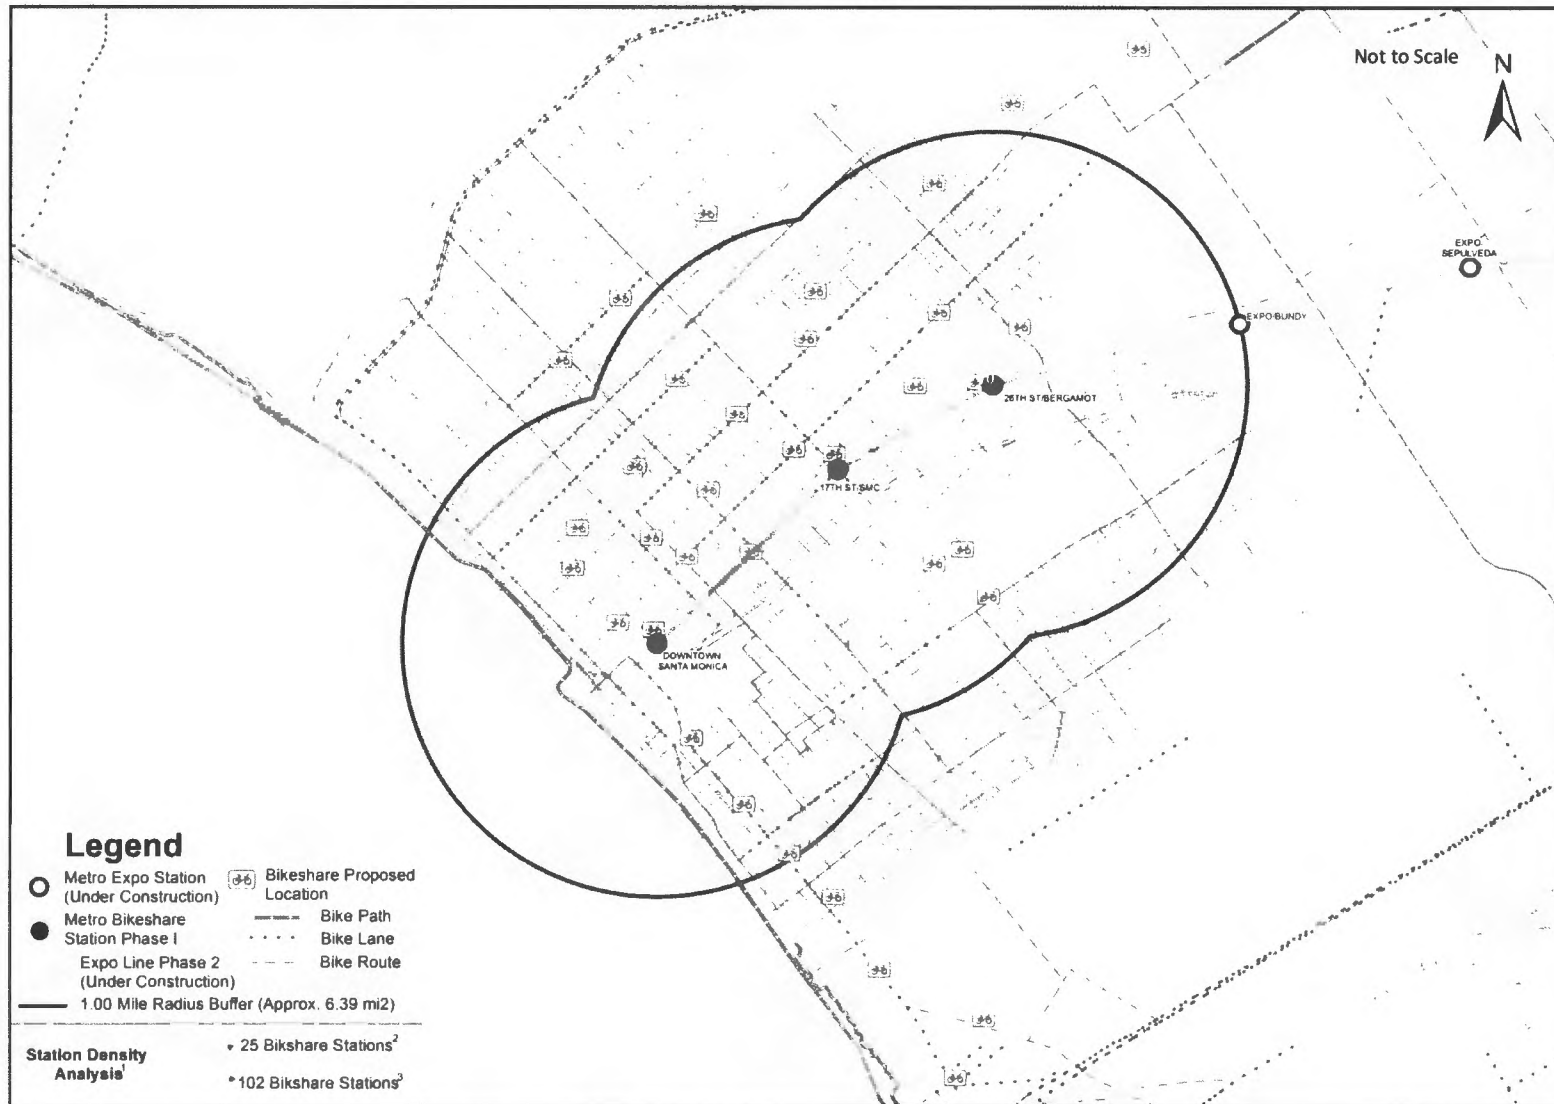 Not to Scale
N
EXPO
SEPULVEDA
EXPO/BUNDY
26TH ST/BERGAMOT
17TH ST/SMC
DOWNTOWN
SANTA MONICA
Legend
Metro Expo Station
(Under Construction)
Bikeshare Proposed
Location
Metro Bikeshare
Station Phase I
Bike Path
Bike Lane
Expo Line Phase 2
(Under Construction)
Bike Route
1.00 Mile Radius Buffer (Approx. 6.39 mi2)
Station Density
Analysis¹
25 Bikshare Stations²
102 Bikshare Stations³